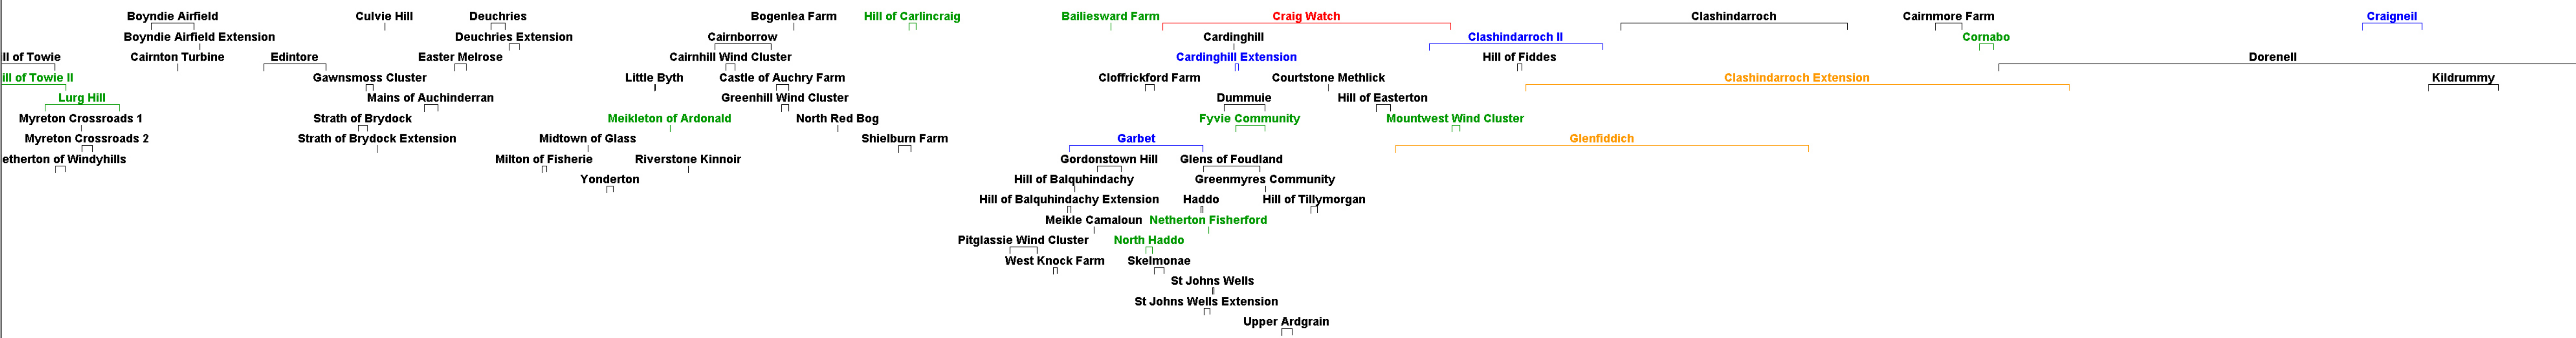 Boyndie Airfield Culvie Hill Deuchries Bogenlea Farm Hill of Carlincraig Bailiesward Farm Craig Watch Clashindarroch Cairnmore Farm Craigneil
Boyndie Airfield Extension Deuchries Extension Cairnborrow Cardinghill Clashindarroch II Cornabo
ill of Towie Cairnton Turbine Edintore Easter Melrose Cairnhill Wind Cluster Cardinghill Extension Hill of Fiddes Dorenell
ill of Towie II Gawnsmoss Cluster Little Byth Castle of Auchry Farm Cloffrickford Farm Courtstone Methlick Clashindarroch Extension Kildrummy
Lurg Hill Mains of Auchinderran Greenhill Wind Cluster Dummuie Hill of Easterton
Myreton Crossroads 1 Strath of Brydock Meikleton of Ardonald North Red Bog Fyvie Community Mountwest Wind Cluster
Myreton Crossroads 2 Strath of Brydock Extension Midtown of Glass Shielburn Farm Garbet Glenfiddich
etherton of Windyhills Milton of Fisherie Riverstone Kinnoir Gordonstown Hill Glens of Foudland
Yonderton Hill of Balquhindachy Greenmyres Community
Hill of Balquhindachy Extension Haddo Hill of Tillymorgan
Meikle Camaloun Netherton Fisherford
Pitglassie Wind Cluster North Haddo
West Knock Farm Skelmonae
St Johns Wells
St Johns Wells Extension
Upper Ardgrain